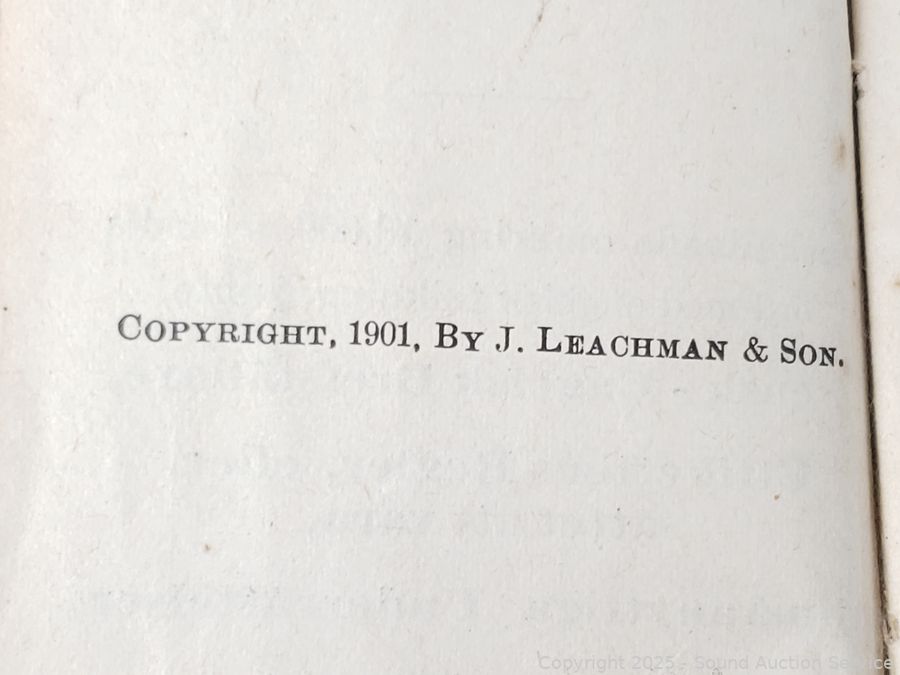 COPYRIGHT, 1901, BY J. LEACHMAN & SON.
Copyright 2025 - Sound Auction Service